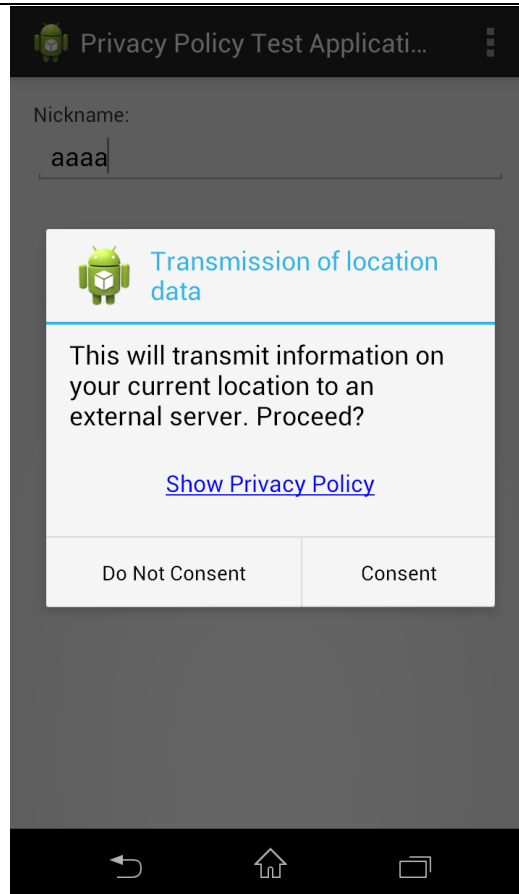 Privacy Policy Test Applicati...
Nickname:
aaaa
Transmission of location
data
This will transmit information on
your current location to an
external server. Proceed?
Show Privacy Policy
Do Not Consent
Consent